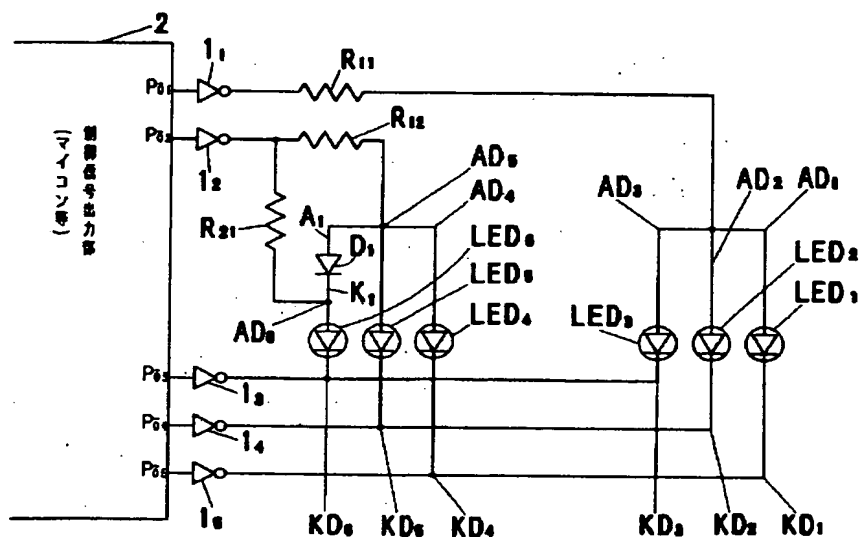 2
1₁
R₁₁
P₀₁
R₁₂
P₀₂
1₂
制御信号出力部
(マイコン等)
AD₅
AD₄
AD₃
AD₂
AD₁
A₁
R₂₁
D₁
LED₆
LED₅
LED₂
K₁
LED₁
AD₆
LED₄
LED₃
P₀₃
1₃
P₀₄
1₄
P₀₅
KD₆
KD₅
KD₄
KD₃
KD₂
KD₁